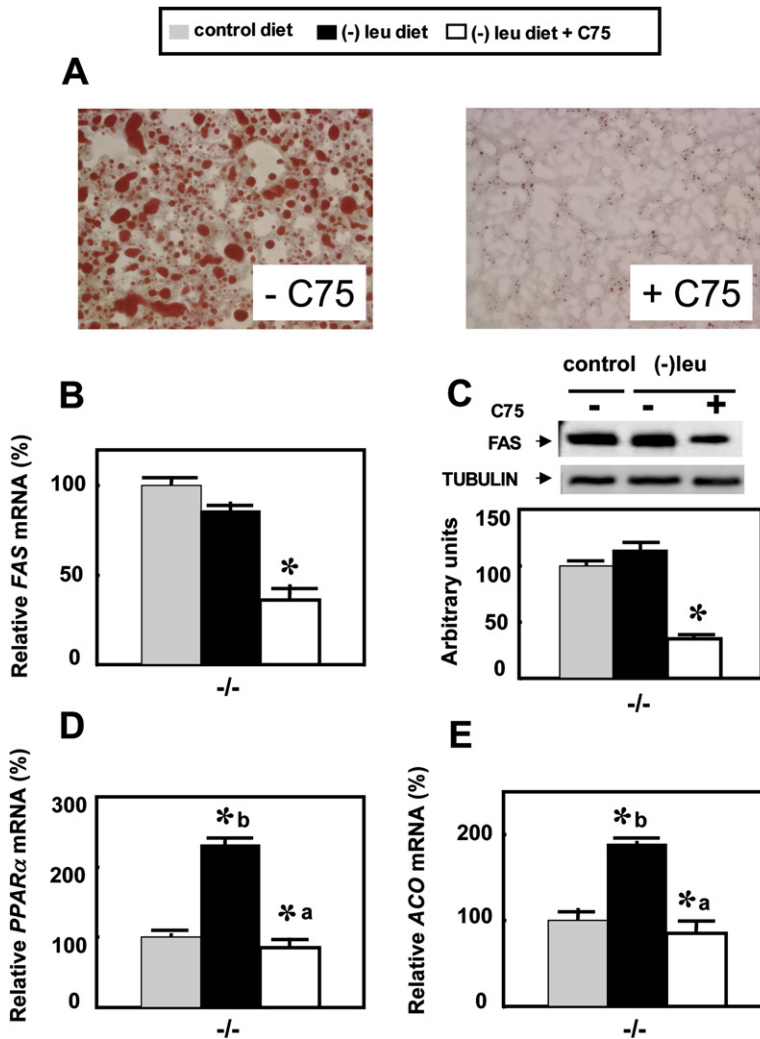 control diet (-) leu diet (-) leu diet + C75
A
- C75
+ C75
B
Relative FAS mRNA (%)
100
50
0
*
-/-
C
control (-)leu
C75 - - +
FAS
TUBULIN
Arbitrary units
150
100
50
0
*
-/-
D
Relative PPARα mRNA (%)
300
200
100
0
*b
*a
-/-
E
Relative ACO mRNA (%)
200
100
0
*b
*a
-/-